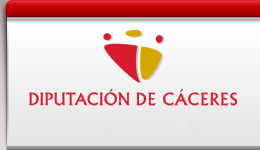 DIPUTACIÓN DE CÁCERES